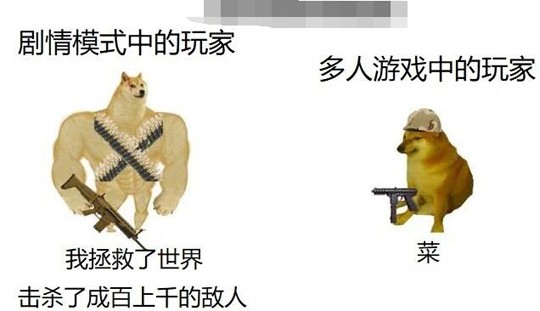 剧情模式中的玩家
多人游戏中的玩家
我拯救了世界
击杀了成百上千的敌人
菜